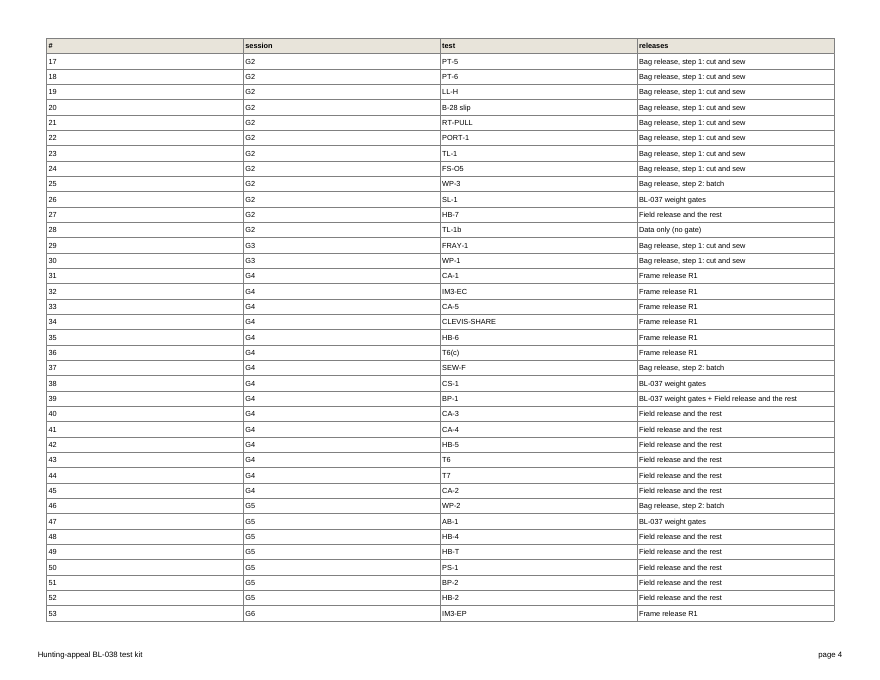 # session test releases
17 G2 PT-5 Bag release, step 1: cut and sew
18 G2 PT-6 Bag release, step 1: cut and sew
19 G2 LL-H Bag release, step 1: cut and sew
20 G2 B-28 slip Bag release, step 1: cut and sew
21 G2 RT-PULL Bag release, step 1: cut and sew
22 G2 PORT-1 Bag release, step 1: cut and sew
23 G2 TL-1 Bag release, step 1: cut and sew
24 G2 FS-O5 Bag release, step 1: cut and sew
25 G2 WP-3 Bag release, step 2: batch
26 G2 SL-1 BL-037 weight gates
27 G2 HB-7 Field release and the rest
28 G2 TL-1b Data only (no gate)
29 G3 FRAY-1 Bag release, step 1: cut and sew
30 G3 WP-1 Bag release, step 1: cut and sew
31 G4 CA-1 Frame release R1
32 G4 IM3-EC Frame release R1
33 G4 CA-5 Frame release R1
34 G4 CLEVIS-SHARE Frame release R1
35 G4 HB-6 Frame release R1
36 G4 T6(c) Frame release R1
37 G4 SEW-F Bag release, step 2: batch
38 G4 CS-1 BL-037 weight gates
39 G4 BP-1 BL-037 weight gates + Field release and the rest
40 G4 CA-3 Field release and the rest
41 G4 CA-4 Field release and the rest
42 G4 HB-5 Field release and the rest
43 G4 T6 Field release and the rest
44 G4 T7 Field release and the rest
45 G4 CA-2 Field release and the rest
46 G5 WP-2 Bag release, step 2: batch
47 G5 AB-1 BL-037 weight gates
48 G5 HB-4 Field release and the rest
49 G5 HB-T Field release and the rest
50 G5 PS-1 Field release and the rest
51 G5 BP-2 Field release and the rest
52 G5 HB-2 Field release and the rest
53 G6 IM3-EP Frame release R1
Hunting-appeal BL-038 test kit page 4